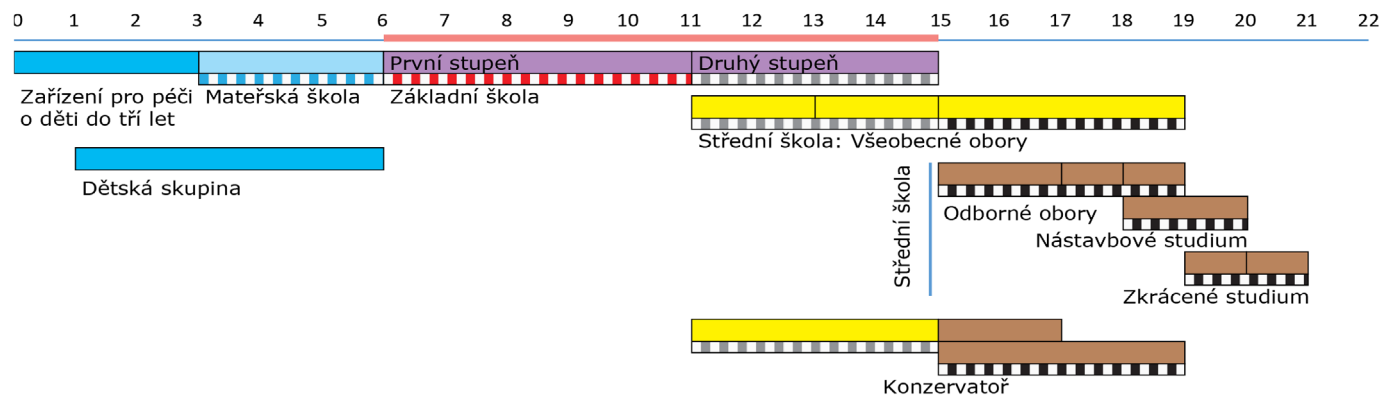 0 1 2 3 4 5 6 7 8 9 10 11 12 13 14 15 16 17 18 19 20 21 22
První stupeň
Druhý stupeň
Zařízení pro péči
o děti do tří let
Mateřská škola
Základní škola
Střední škola: Všeobecné obory
Dětská skupina
Střední škola
Odborné obory
Nástavbové studium
Zkrácené studium
Konzervatoř